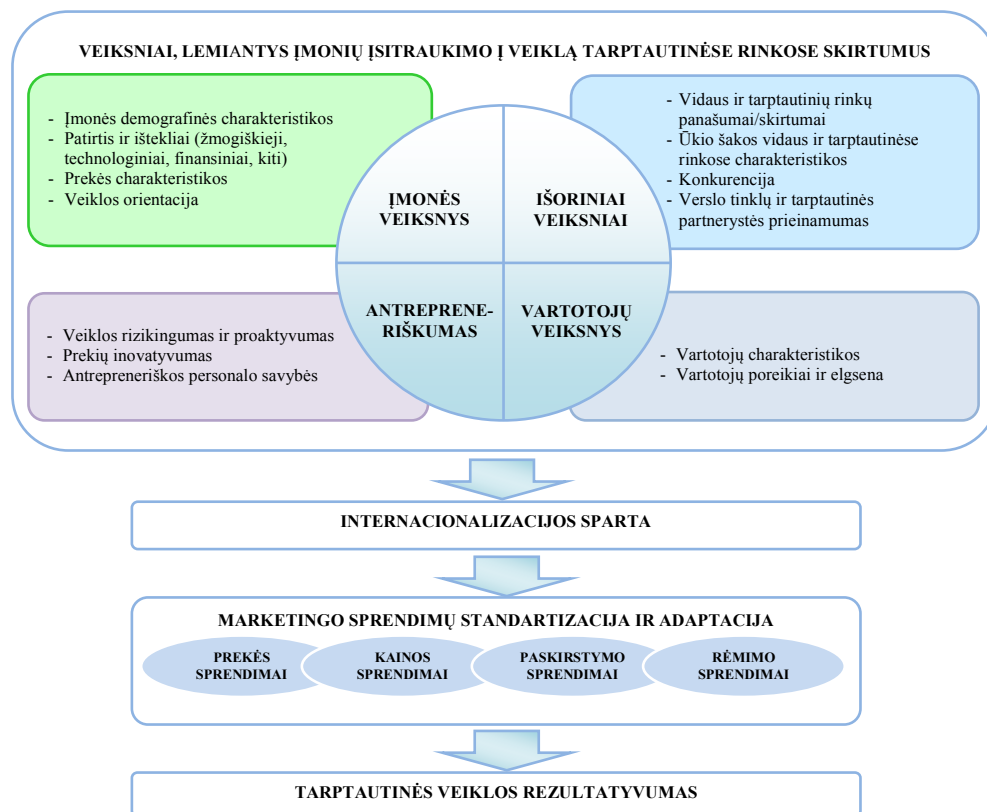 VEIKSNIAI, LEMIANTYS ĮMONIŲ ĮSITRAUKIMO Į VEIKLĄ TARPTAUTINĖSE RINKOSE SKIRTUMUS
- Įmonės demografinės charakteristikos
- Patirtis ir ištekliai (žmogiškieji,
technologiniai, finansiniai, kiti)
- Prekės charakteristikos
- Veiklos orientacija
- Vidaus ir tarptautinių rinkų
panašumai/skirtumai
- Ūkio šakos vidaus ir tarptautinėse
rinkose charakteristikos
- Konkurencija
- Verslo tinklų ir tarptautinės
partnerystės prieinamumas
ĮMONĖS
VEIKSNYS
IŠORINIAI
VEIKSNIAI
ANTREPRENE-
RIŠKUMAS
VARTOTOJŲ
VEIKSNYS
- Veiklos rizikingumas ir proaktyvumas
- Prekių inovatyvumas
- Antrepreneriškos personalo savybės
- Vartotojų charakteristikos
- Vartotojų poreikiai ir elgsena
INTERNACIONALIZACIJOS SPARTA
MARKETINGO SPRENDIMŲ STANDARTIZACIJA IR ADAPTACIJA
PREKĖS
SPRENDIMAI
KAINOS
SPRENDIMAI
PASKIRSTYMO
SPRENDIMAI
RĖMIMO
SPRENDIMAI
TARPTAUTINĖS VEIKLOS REZULTATYVUMAS